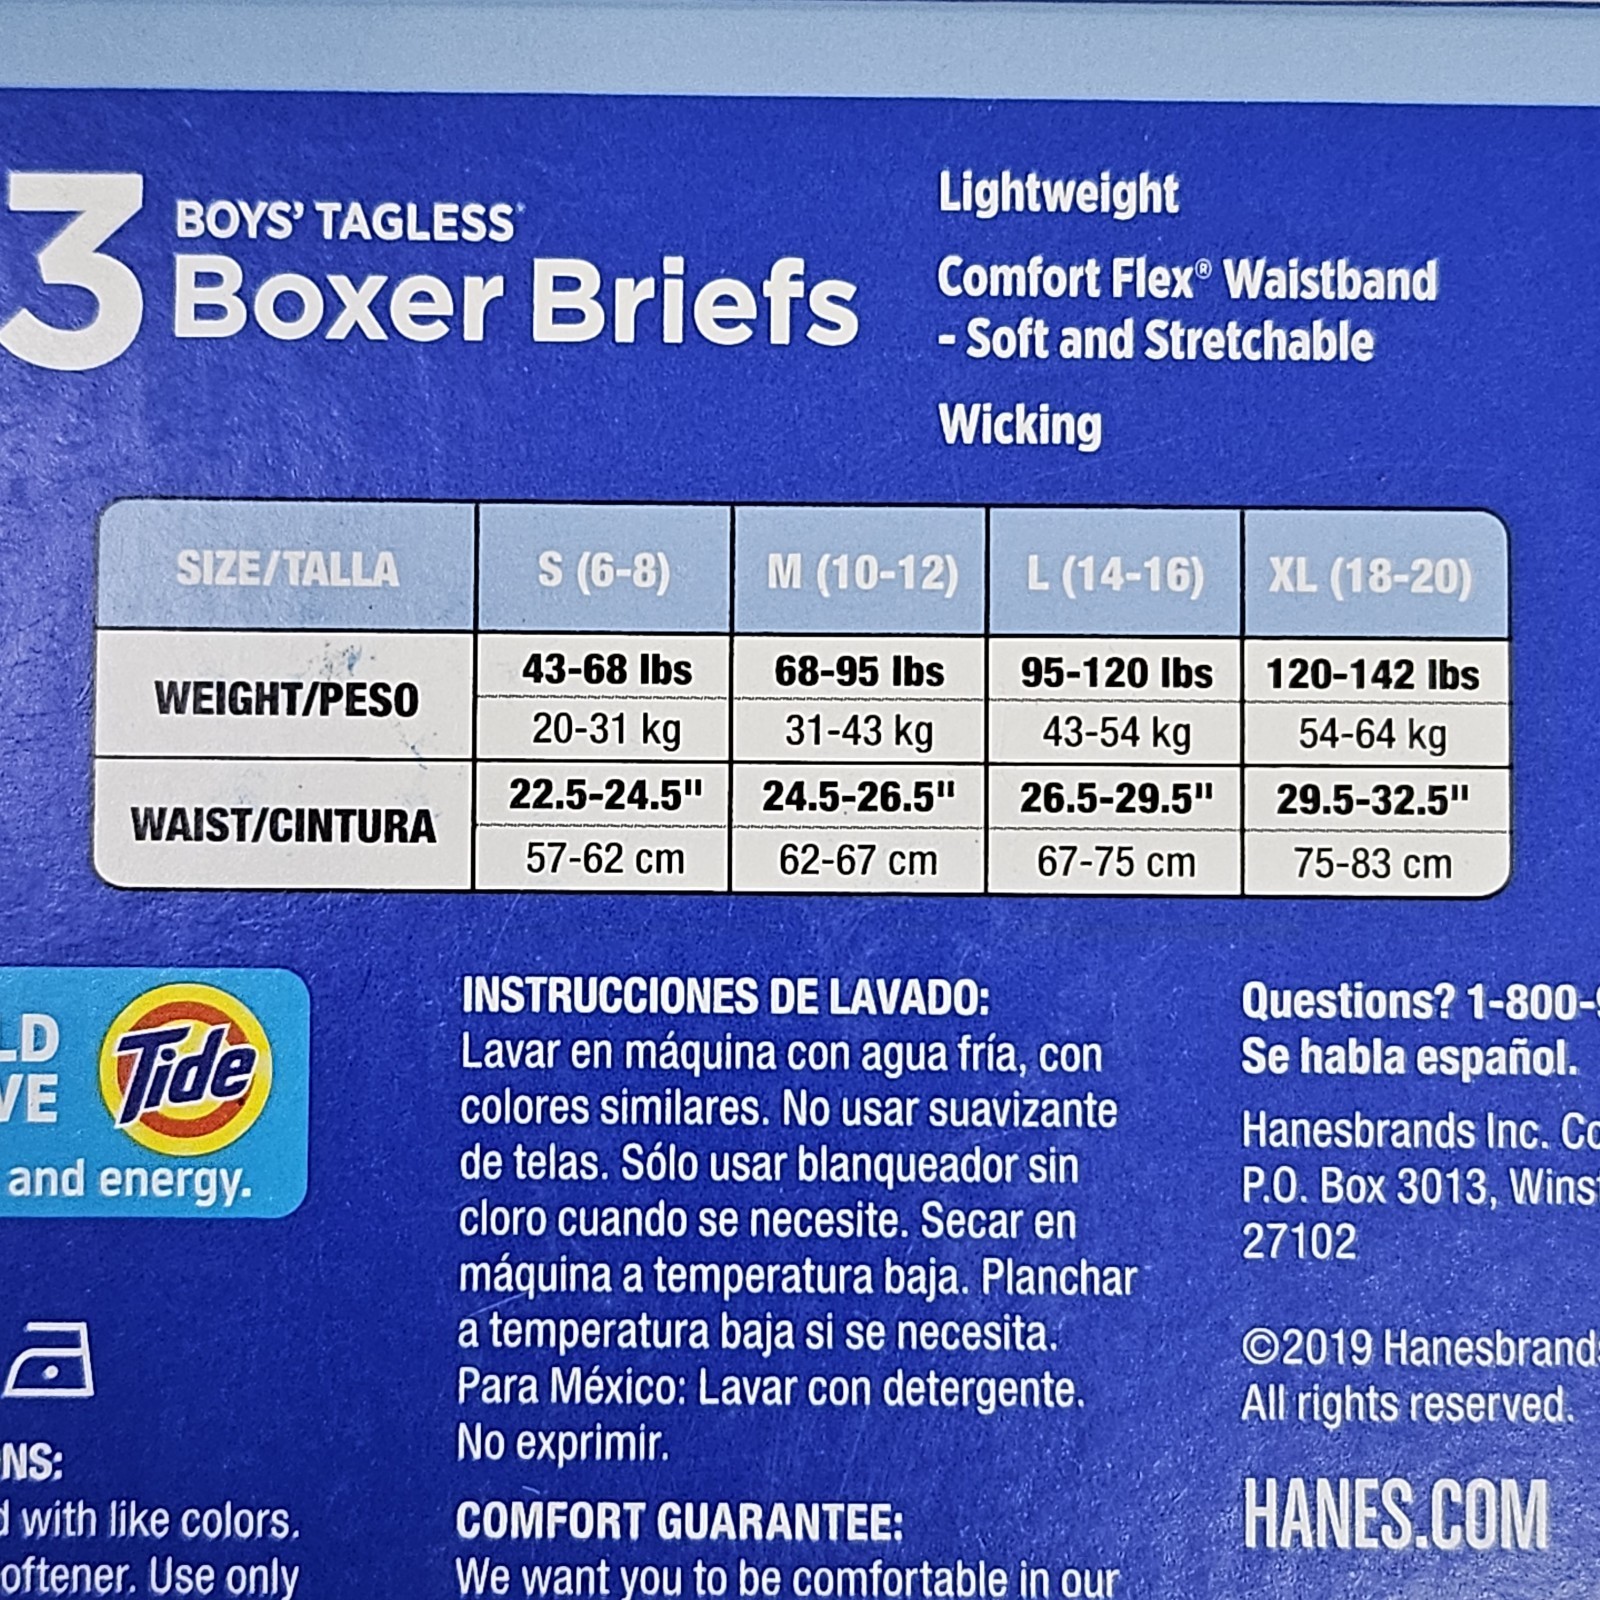 3
BOYS' TAGLESS*
Boxer Briefs
Lightweight
Comfort Flex® Waistband
- Soft and Stretchable
Wicking
SIZE/TALLA S (6-8) M (10-12) L (14-16) XL (18-20)
WEIGHT/PESO
43-68 lbs 68-95 lbs 95-120 lbs 120-142 lbs
20-31 kg 31-43 kg 43-54 kg 54-64 kg
WAIST/CINTURA
22.5-24.5" 24.5-26.5" 26.5-29.5" 29.5-32.5"
57-62 cm 62-67 cm 67-75 cm 75-83 cm
Tide
and energy.
with like colors.
Use only
INSTRUCCIONES DE LAVADO:
Lavar en máquina con agua fría, con
colores similares. No usar suavizante
de telas. Sólo usar blanqueador sin
cloro cuando se necesite. Secar en
máquina a temperatura baja. Planchar
a temperatura baja si se necesita.
Para México: Lavar con detergente.
No exprimir.
COMFORT GUARANTEE:
We want you to be comfortable in our
Questions? 1-800-
Se habla español.
Hanesbrands Inc.
P.O. Box 3013,
27102
©2019 Hanesbrands
All rights reserved.
HANES.COM